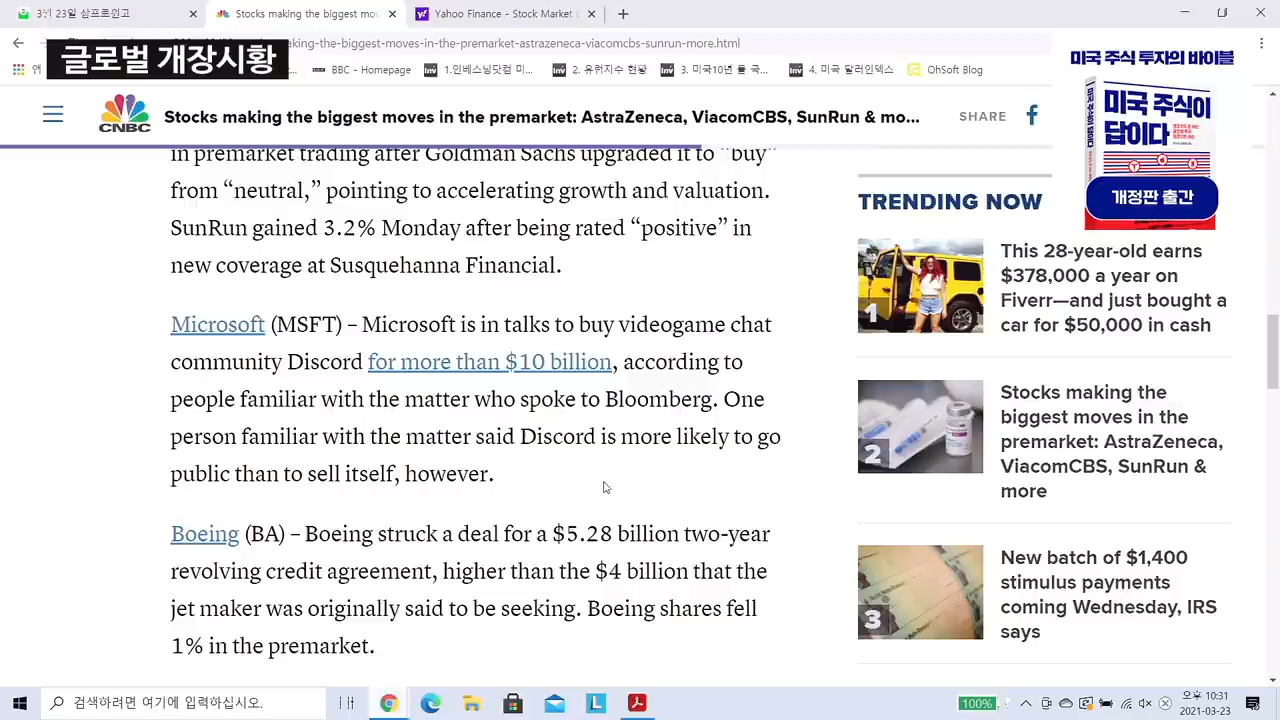 3월 23일 삼프로윈고
Stocks making the biggest moves
Yahoo Finance - Stock Market L
글로벌 개장시황
aking-the-biggest-moves-in-the-premarket-astrazeneca-viacomcbs-sunrun-more.html
BBC - Homepage
1.인베스팅닷컴 미...
2. 유럽지수 현황
3. 미국10년 물 국...
4. 미국 달러인덱스
OhSoft Blog
미국 주식 투자의 바이블
미국 주식이
답이다
개정판 출간
CNBC
Stocks making the biggest moves in the premarket: AstraZeneca, ViacomCBS, SunRun & mo...
SHARE
in premarket trading after Goldman Sachs upgraded it to “buy”
from “neutral,” pointing to accelerating growth and valuation.
SunRun gained 3.2% Monday after being rated “positive” in
new coverage at Susquehanna Financial.
Microsoft (MSFT) – Microsoft is in talks to buy videogame chat
community Discord for more than $10 billion, according to
people familiar with the matter who spoke to Bloomberg. One
person familiar with the matter said Discord is more likely to go
public than to sell itself, however.
Boeing (BA) – Boeing struck a deal for a $5.28 billion two-year
revolving credit agreement, higher than the $4 billion that the
jet maker was originally said to be seeking. Boeing shares fell
1% in the premarket.
TRENDING NOW
1
This 28-year-old earns
$378,000 a year on
Fiverr—and just bought a
car for $50,000 in cash
2
Stocks making the
biggest moves in the
premarket: AstraZeneca,
ViacomCBS, SunRun &
more
3
New batch of $1,400
stimulus payments
coming Wednesday, IRS
says
검색하려면 여기에 입력하십시오.
100%
오후 10:31
2021-03-23